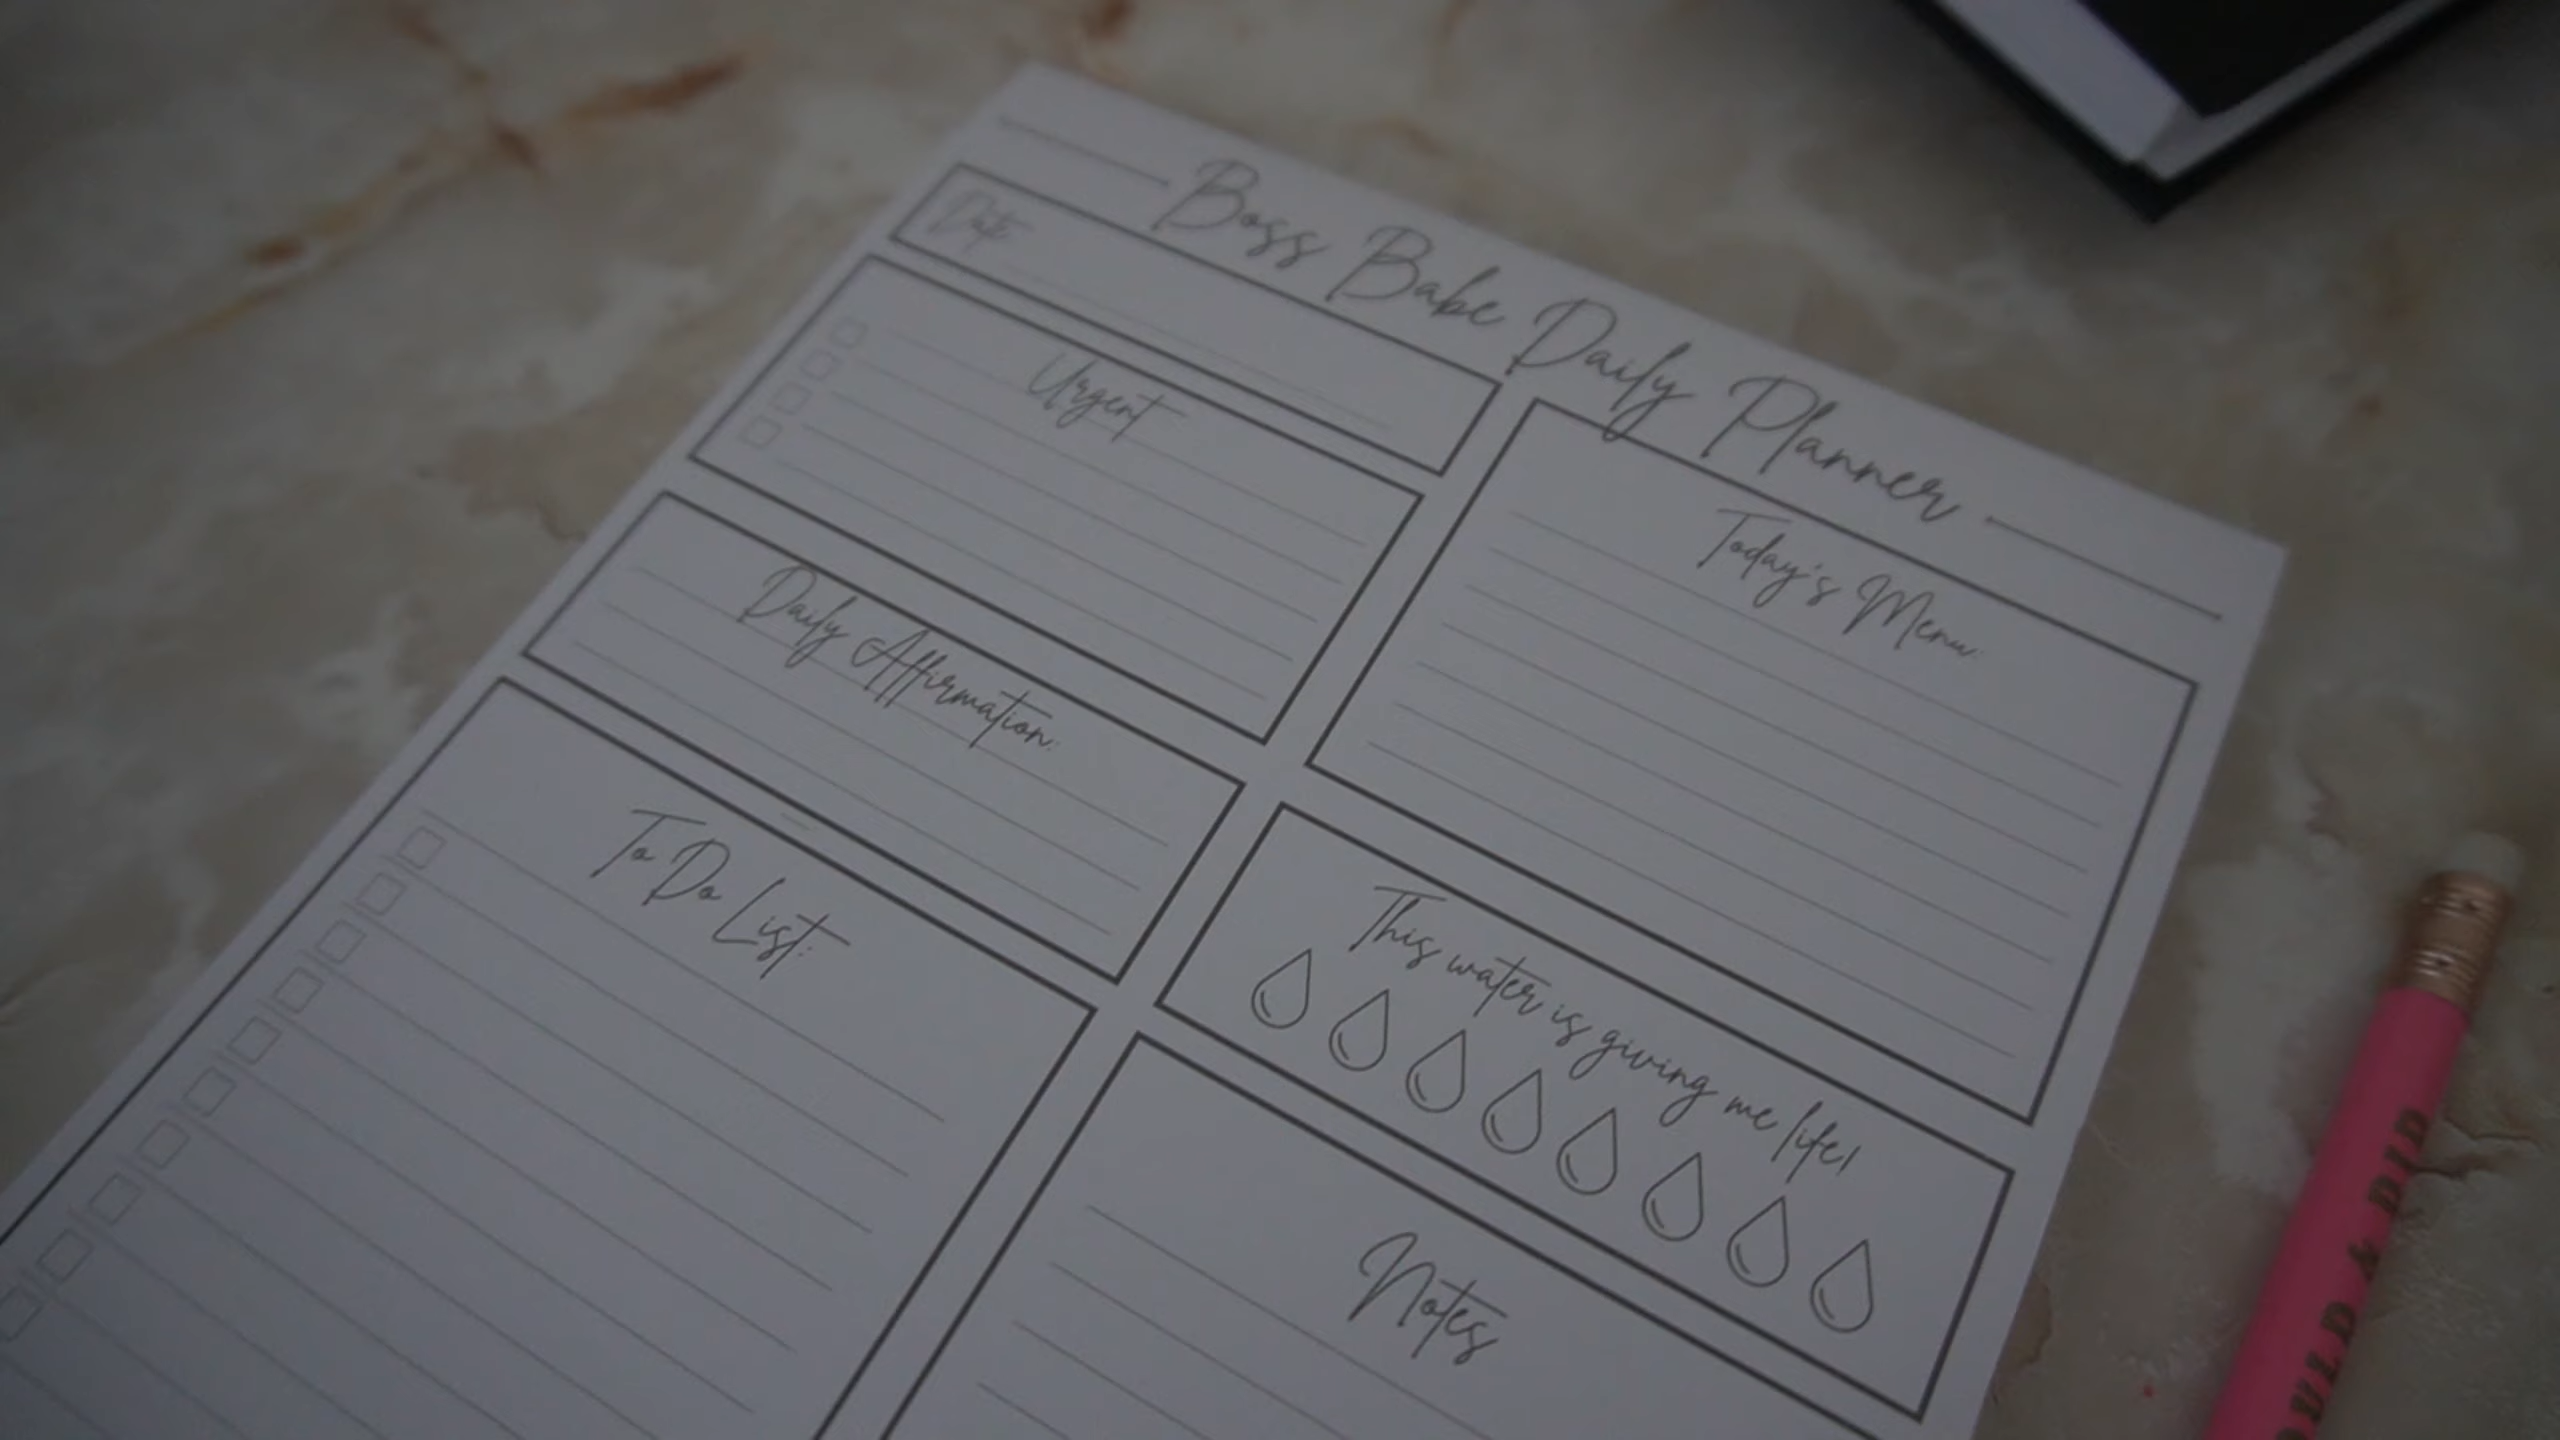 Boss Babe Daily Planner
Date
Urgent
Daily Affirmation:
To Do List:
Today's Menu:
This water is giving me life!
Notes